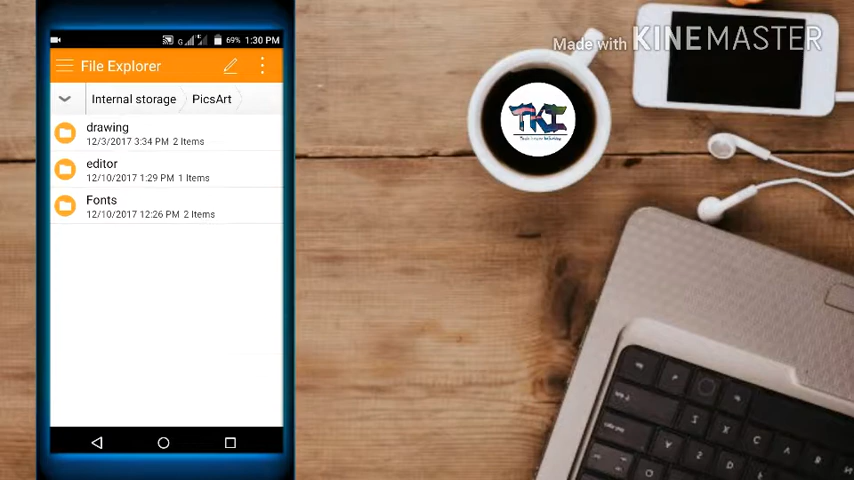 G 69% 1:30 PM
File Explorer
Internal storage PicsArt
drawing
12/3/2017 3:34 PM 2 Items
editor
12/10/2017 1:29 PM 1 Items
Fonts
12/10/2017 12:26 PM 2 Items
Made with KINEMASTER
TKI